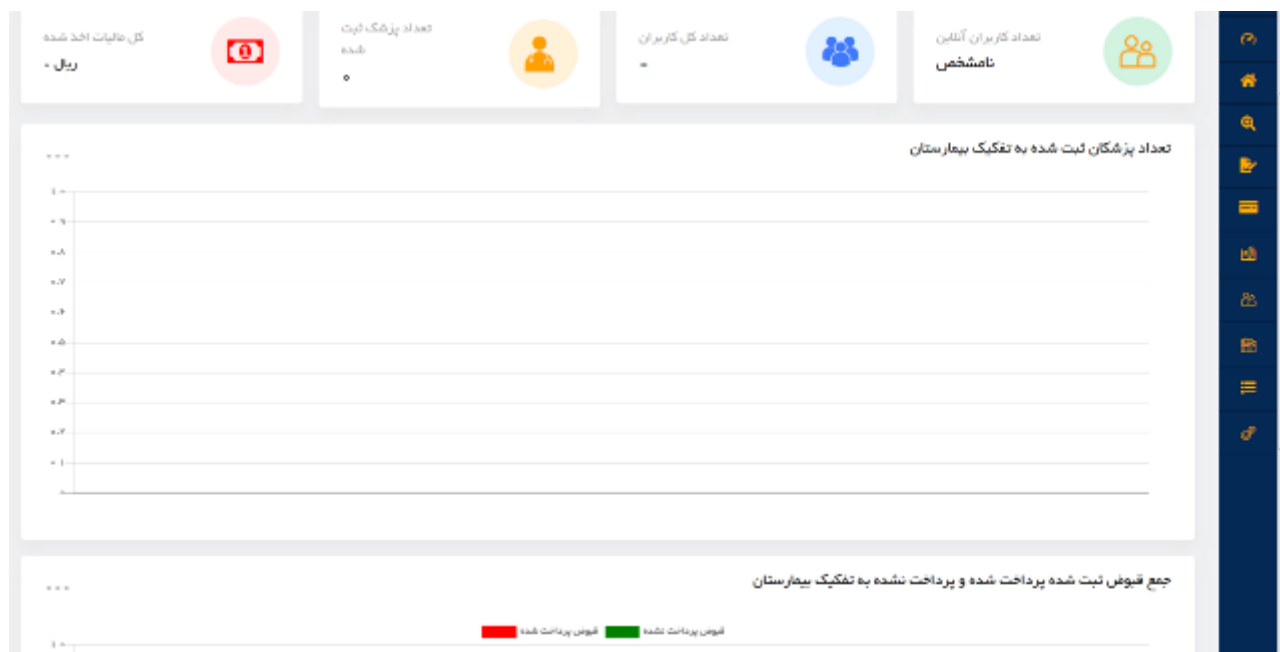 تعداد کاربران آنلاین
نامشخص
تعداد کل کاربران
-
تعداد پزشک ثبت
شده
۰
کل مالیات اخذ شده
ریال ۰
تعداد پزشکان ثبت شده به تفکیک بیمارستان
...
۱.۰
۰.۹
۰.۸
۰.۷
۰.۶
۰.۵
۰.۴
۰.۳
۰.۲
۰.۱
۰
جمع قبوض ثبت شده پرداخت شده و پرداخت نشده به تفکیک بیمارستان
...
قبوض پرداخت نشده
قبوض پرداخت شده
۱.۰